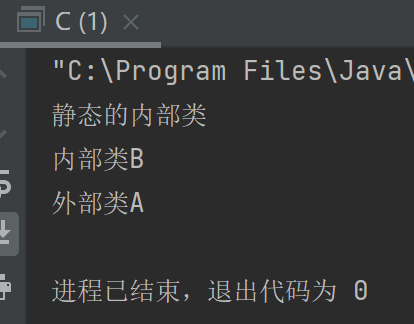 C (1)
"C:\Program Files\Java\
静态的内部类
内部类B
外部类A
进程已结束，退出代码为 0